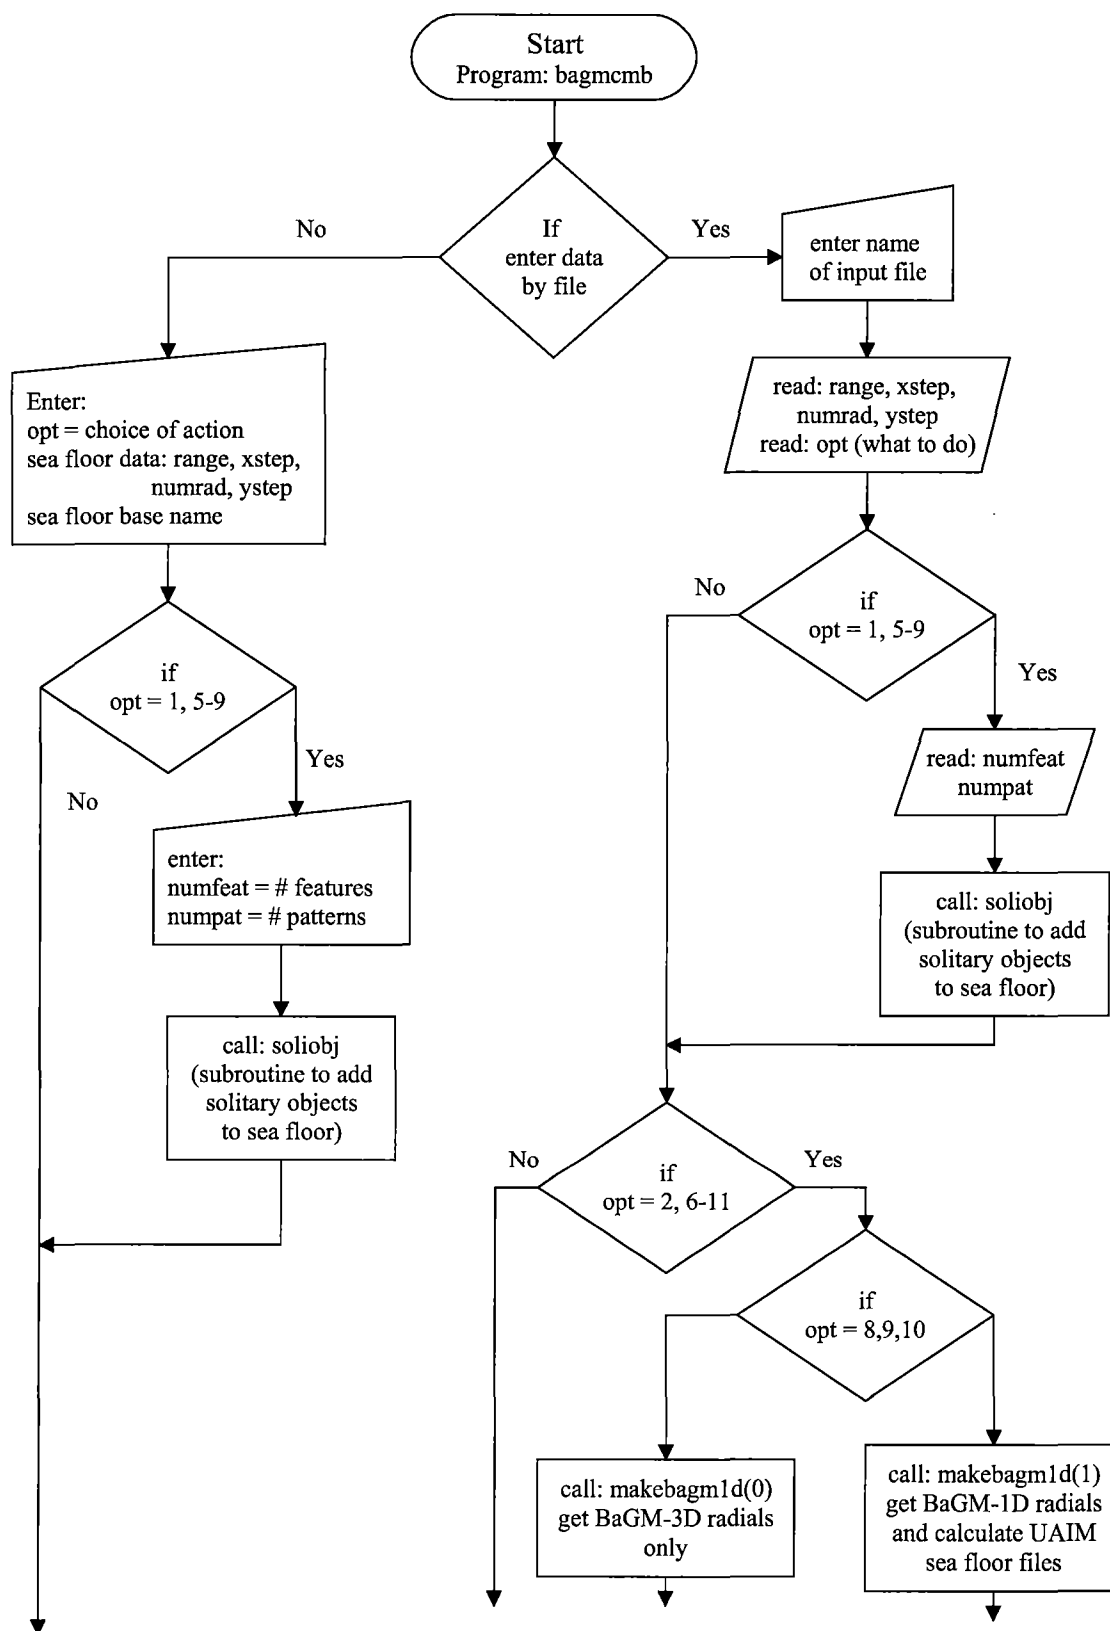 Start
Program: bagmcmb
No
If
enter data
by file
Yes
enter name
of input file
Enter:
opt = choice of action
sea floor data: range, xstep,
numrad, ystep
sea floor base name
read: range, xstep,
numrad, ystep
read: opt (what to do)
if
opt = 1, 5-9
Yes
No
No
if
opt = 1, 5-9
Yes
enter:
numfeat = # features
numpat = # patterns
read: numfeat
numpat
call: soliobj
(subroutine to add
solitary objects
to sea floor)
call: soliobj
(subroutine to add
solitary objects
to sea floor)
No
if
opt = 2, 6-11
Yes
if
opt = 8,9,10
call: makebagm1d(0)
get BaGM-3D radials
only
call: makebagm1d(1)
get BaGM-1D radials
and calculate UAIM
sea floor files